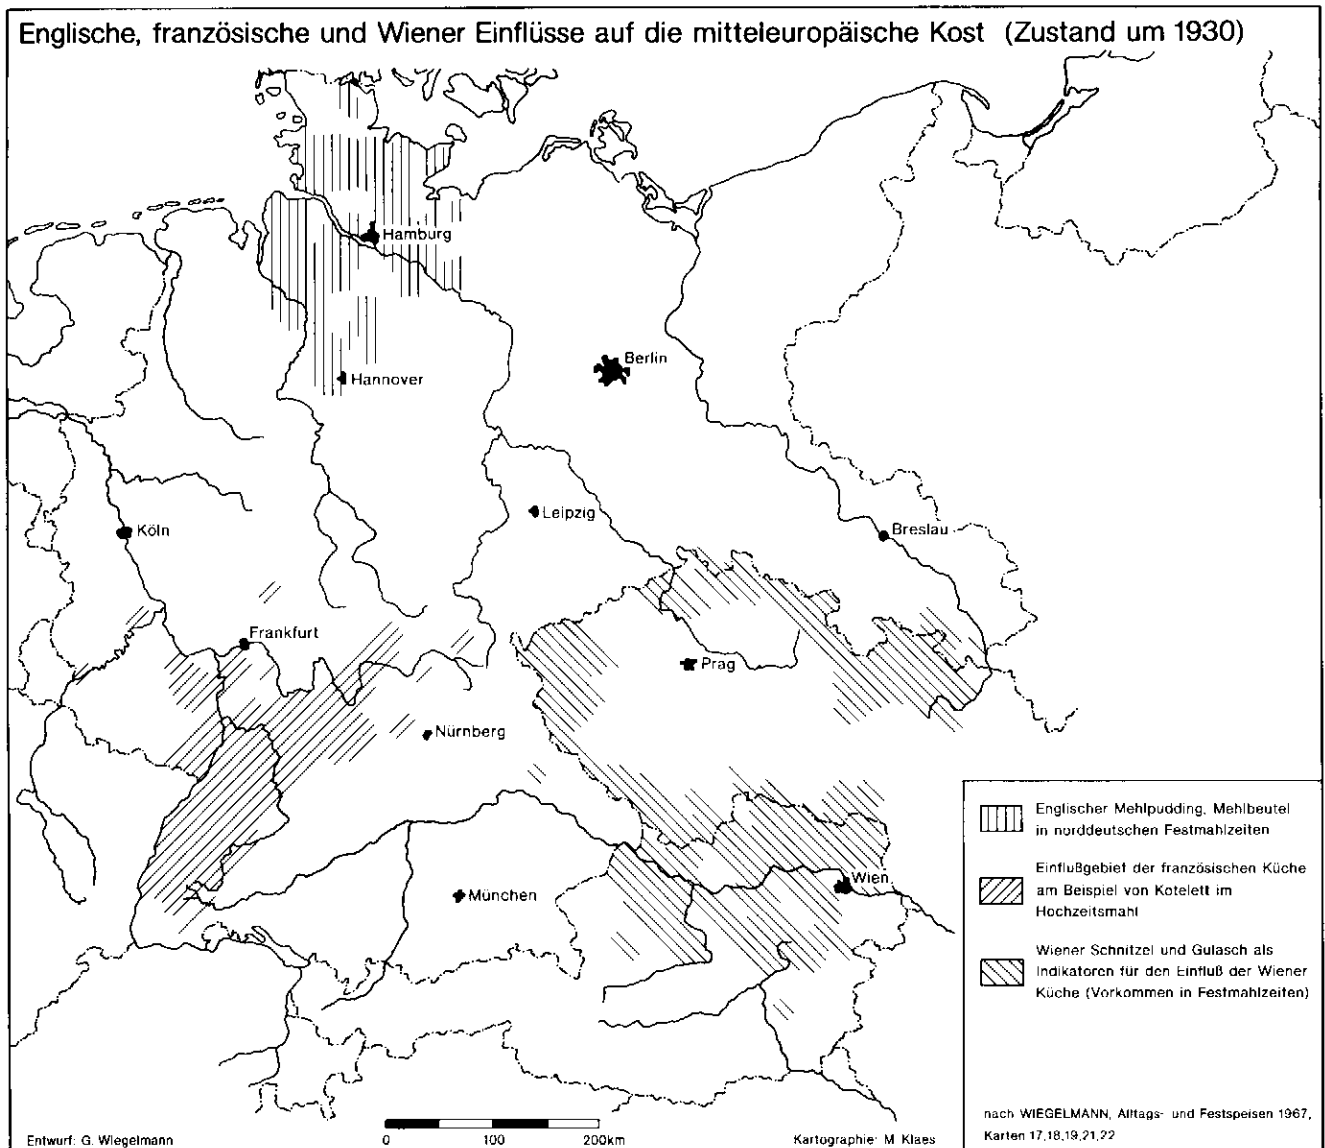 Englische, französische und Wiener Einflüsse auf die mitteleuropäische Kost (Zustand um 1930)
Hamburg
Berlin
Hannover
Leipzig
Köln
Breslau
Frankfurt
Prag
Nürnberg
Wien
München
Englischer Mehlpudding, Mehlbeutel
in norddeutschen Festmahlzeiten
Einflußgebiet der französischen Küche
am Beispiel von Kotelett im
Hochzeitsmahl
Wiener Schnitzel und Gulasch als
Indikatoren für den Einfluß der Wiener
Küche (Vorkommen in Festmahlzeiten)
nach WIEGELMANN, Alltags- und Festspeisen 1967,
Karten 17,18,19,21,22
Entwurf: G. Wiegelmann
0 100 200km
Kartographie: M. Klaes